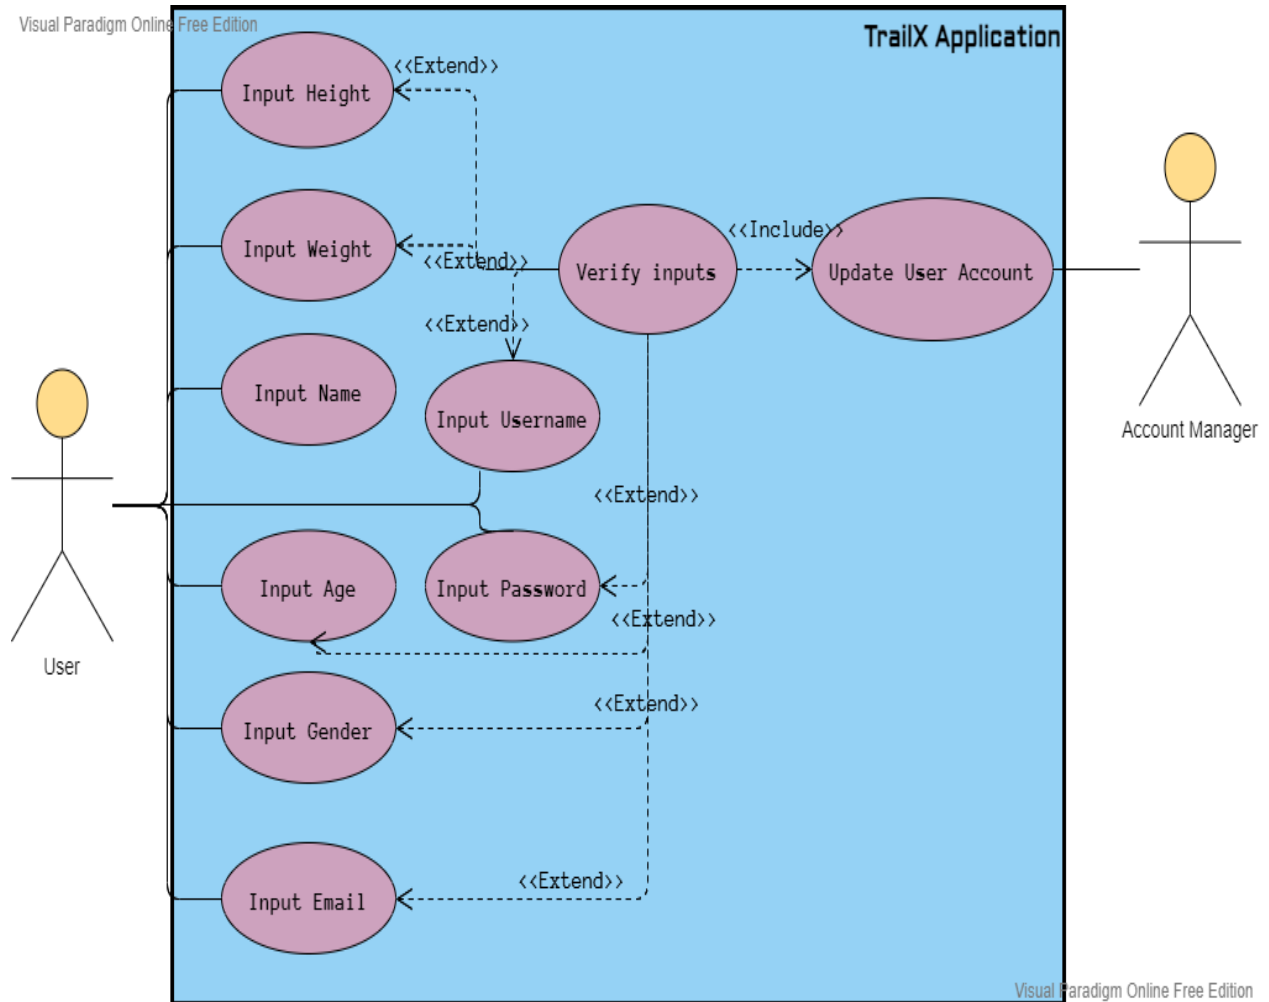 Visual Paradigm Online Free Edition
TrailX Application
<<Extend>>
Input Height
<<Include>>
Input Weight
<<Extend>>
Verify inputs
Update User Account
<<Extend>>
Input Name
Input Username
Account Manager
<<Extend>>
Input Age
Input Password
<<Extend>>
User
<<Extend>>
Input Gender
<<Extend>>
Input Email
Visual Paradigm Online Free Edition